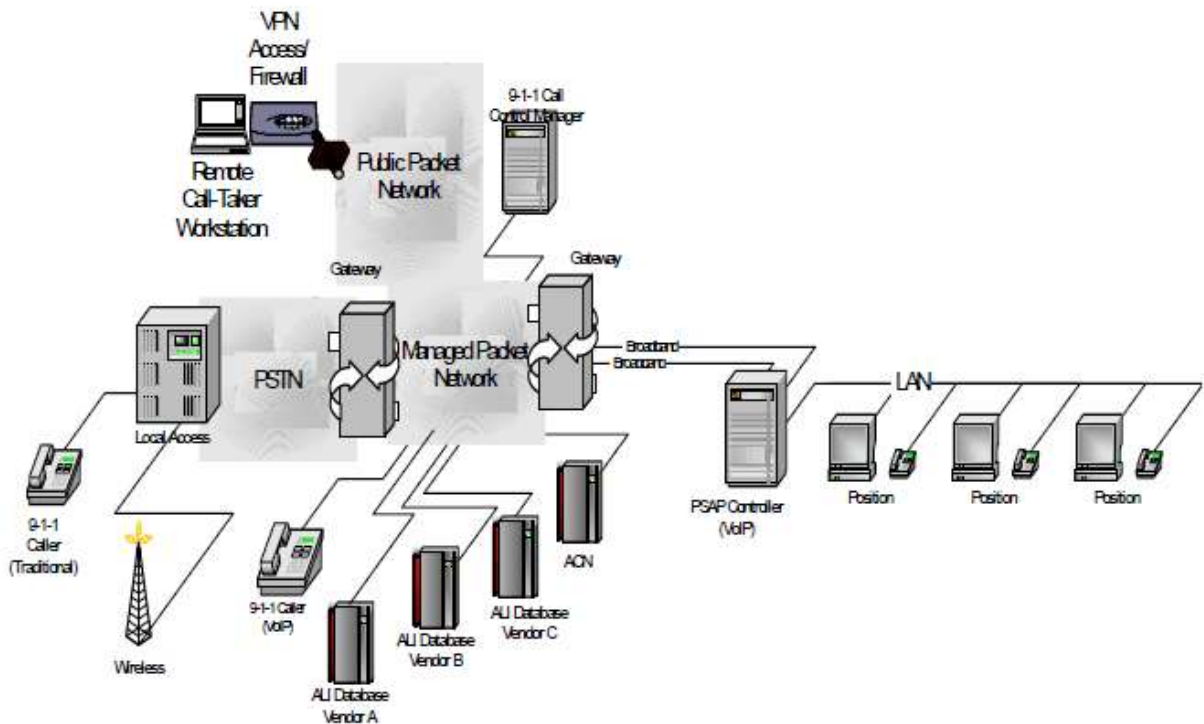 VPN
Access/
Firewall
9-1-1 Call
Control Manager
Public Packet
Network
Remote
Call-Taker
Workstation
Gateway
Gateway
Managed Packet
Network
Broadband
Broadband
PSTN
LAN
Local Access
9-1-1
Caller
(Traditional)
Wireless
9-1-1 Caller
(VoIP)
ALI Database
Vendor A
ALI Database
Vendor B
ALI Database
Vendor C
ACN
PSAP Controller
(VoIP)
Position
Position
Position